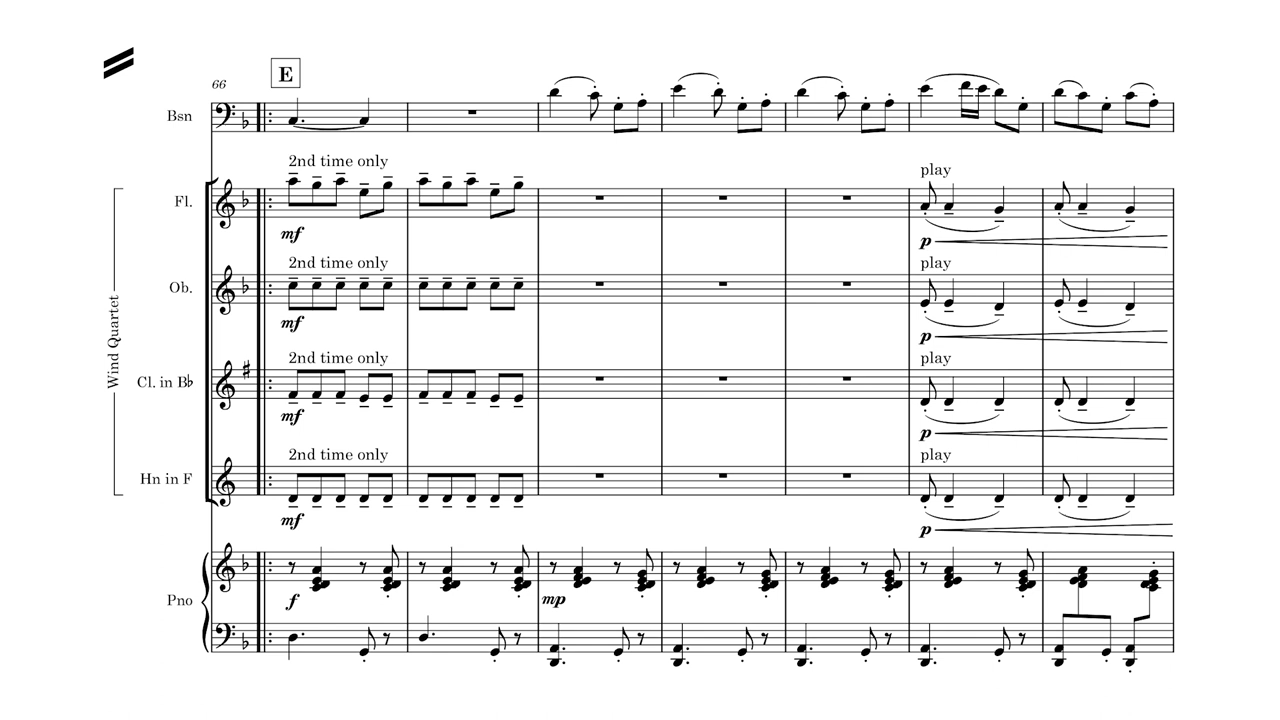 66
E
Bsn
2nd time only
play
Fl.
mf
p
2nd time only
play
Ob.
mf
p
Wind Quartet
2nd time only
play
Cl. in B♭
mf
p
2nd time only
play
Hn in F
mf
p
Pno
f
mp